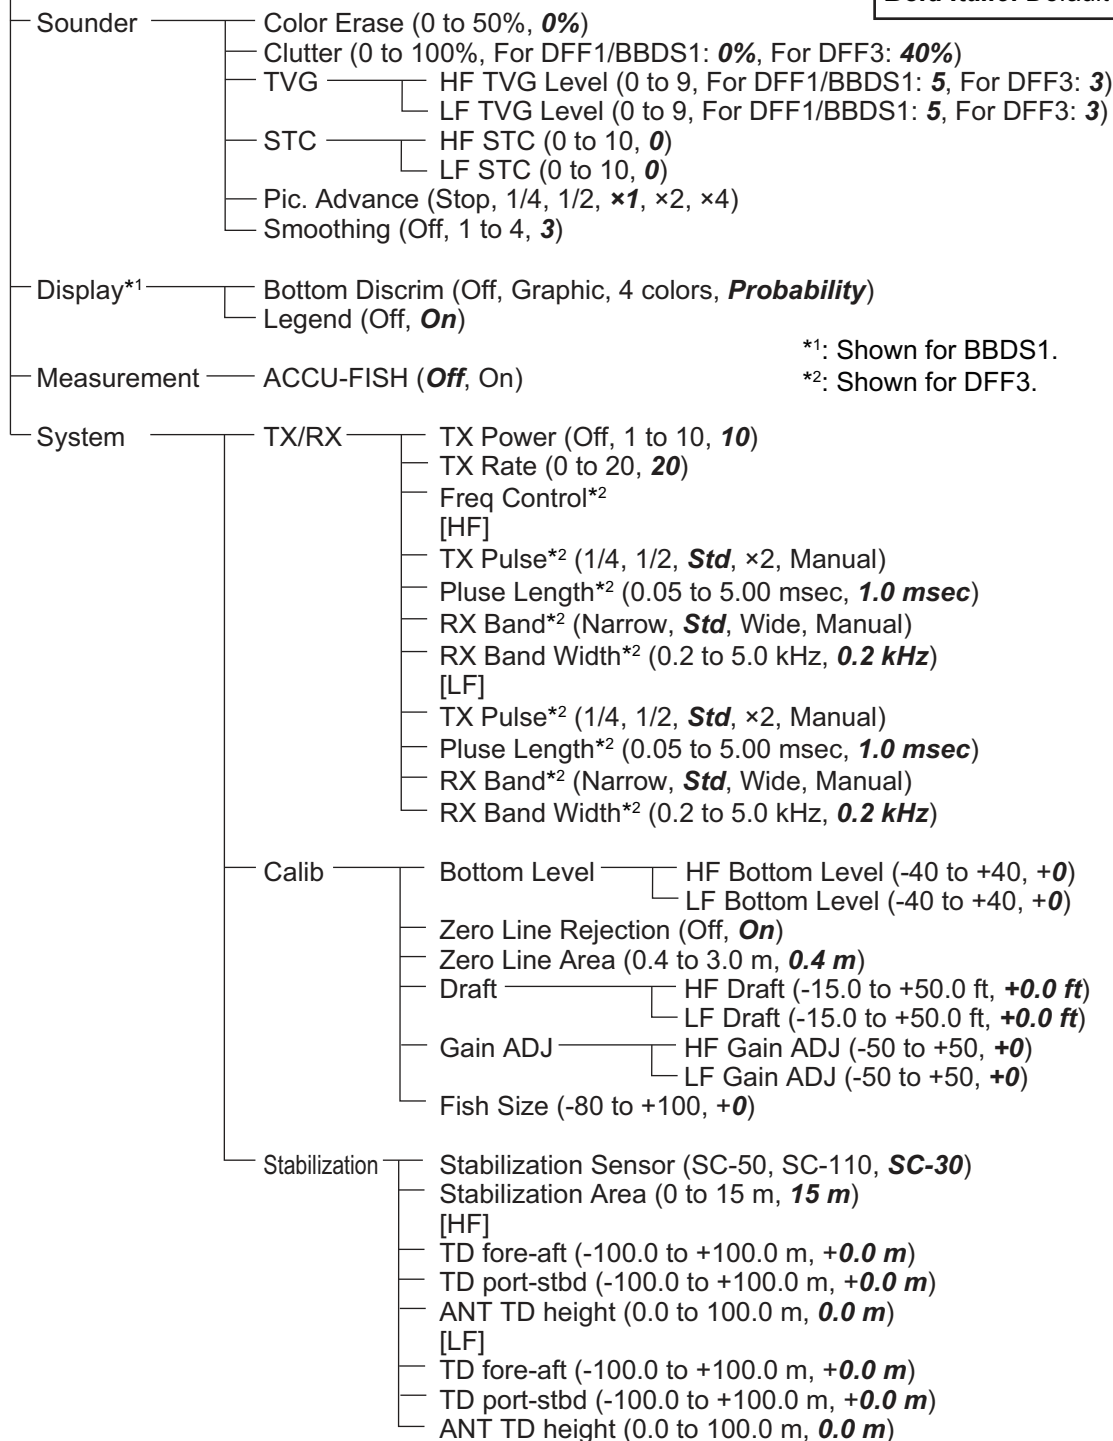 Bold Italic: Default
Sounder
Color Erase (0 to 50%, 0%)
Clutter (0 to 100%, For DFF1/BBDS1: 0%, For DFF3: 40%)
TVG
HF TVG Level (0 to 9, For DFF1/BBDS1: 5, For DFF3: 3)
LF TVG Level (0 to 9, For DFF1/BBDS1: 5, For DFF3: 3)
STC
HF STC (0 to 10, 0)
LF STC (0 to 10, 0)
Pic. Advance (Stop, 1/4, 1/2, ×1, ×2, ×4)
Smoothing (Off, 1 to 4, 3)
Display*1
Bottom Discrim (Off, Graphic, 4 colors, Probability)
Legend (Off, On)
*1: Shown for BBDS1.
*2: Shown for DFF3.
Measurement
ACCU-FISH (Off, On)
System
TX/RX
TX Power (Off, 1 to 10, 10)
TX Rate (0 to 20, 20)
Freq Control*2
[HF]
TX Pulse*2 (1/4, 1/2, Std, ×2, Manual)
Pluse Length*2 (0.05 to 5.00 msec, 1.0 msec)
RX Band*2 (Narrow, Std, Wide, Manual)
RX Band Width*2 (0.2 to 5.0 kHz, 0.2 kHz)
[LF]
TX Pulse*2 (1/4, 1/2, Std, ×2, Manual)
Pluse Length*2 (0.05 to 5.00 msec, 1.0 msec)
RX Band*2 (Narrow, Std, Wide, Manual)
RX Band Width*2 (0.2 to 5.0 kHz, 0.2 kHz)
Calib
Bottom Level
HF Bottom Level (-40 to +40, +0)
LF Bottom Level (-40 to +40, +0)
Zero Line Rejection (Off, On)
Zero Line Area (0.4 to 3.0 m, 0.4 m)
Draft
HF Draft (-15.0 to +50.0 ft, +0.0 ft)
LF Draft (-15.0 to +50.0 ft, +0.0 ft)
Gain ADJ
HF Gain ADJ (-50 to +50, +0)
LF Gain ADJ (-50 to +50, +0)
Fish Size (-80 to +100, +0)
Stabilization
Stabilization Sensor (SC-50, SC-110, SC-30)
Stabilization Area (0 to 15 m, 15 m)
[HF]
TD fore-aft (-100.0 to +100.0 m, +0.0 m)
TD port-stbd (-100.0 to +100.0 m, +0.0 m)
ANT TD height (0.0 to 100.0 m, 0.0 m)
[LF]
TD fore-aft (-100.0 to +100.0 m, +0.0 m)
TD port-stbd (-100.0 to +100.0 m, +0.0 m)
ANT TD height (0.0 to 100.0 m, 0.0 m)